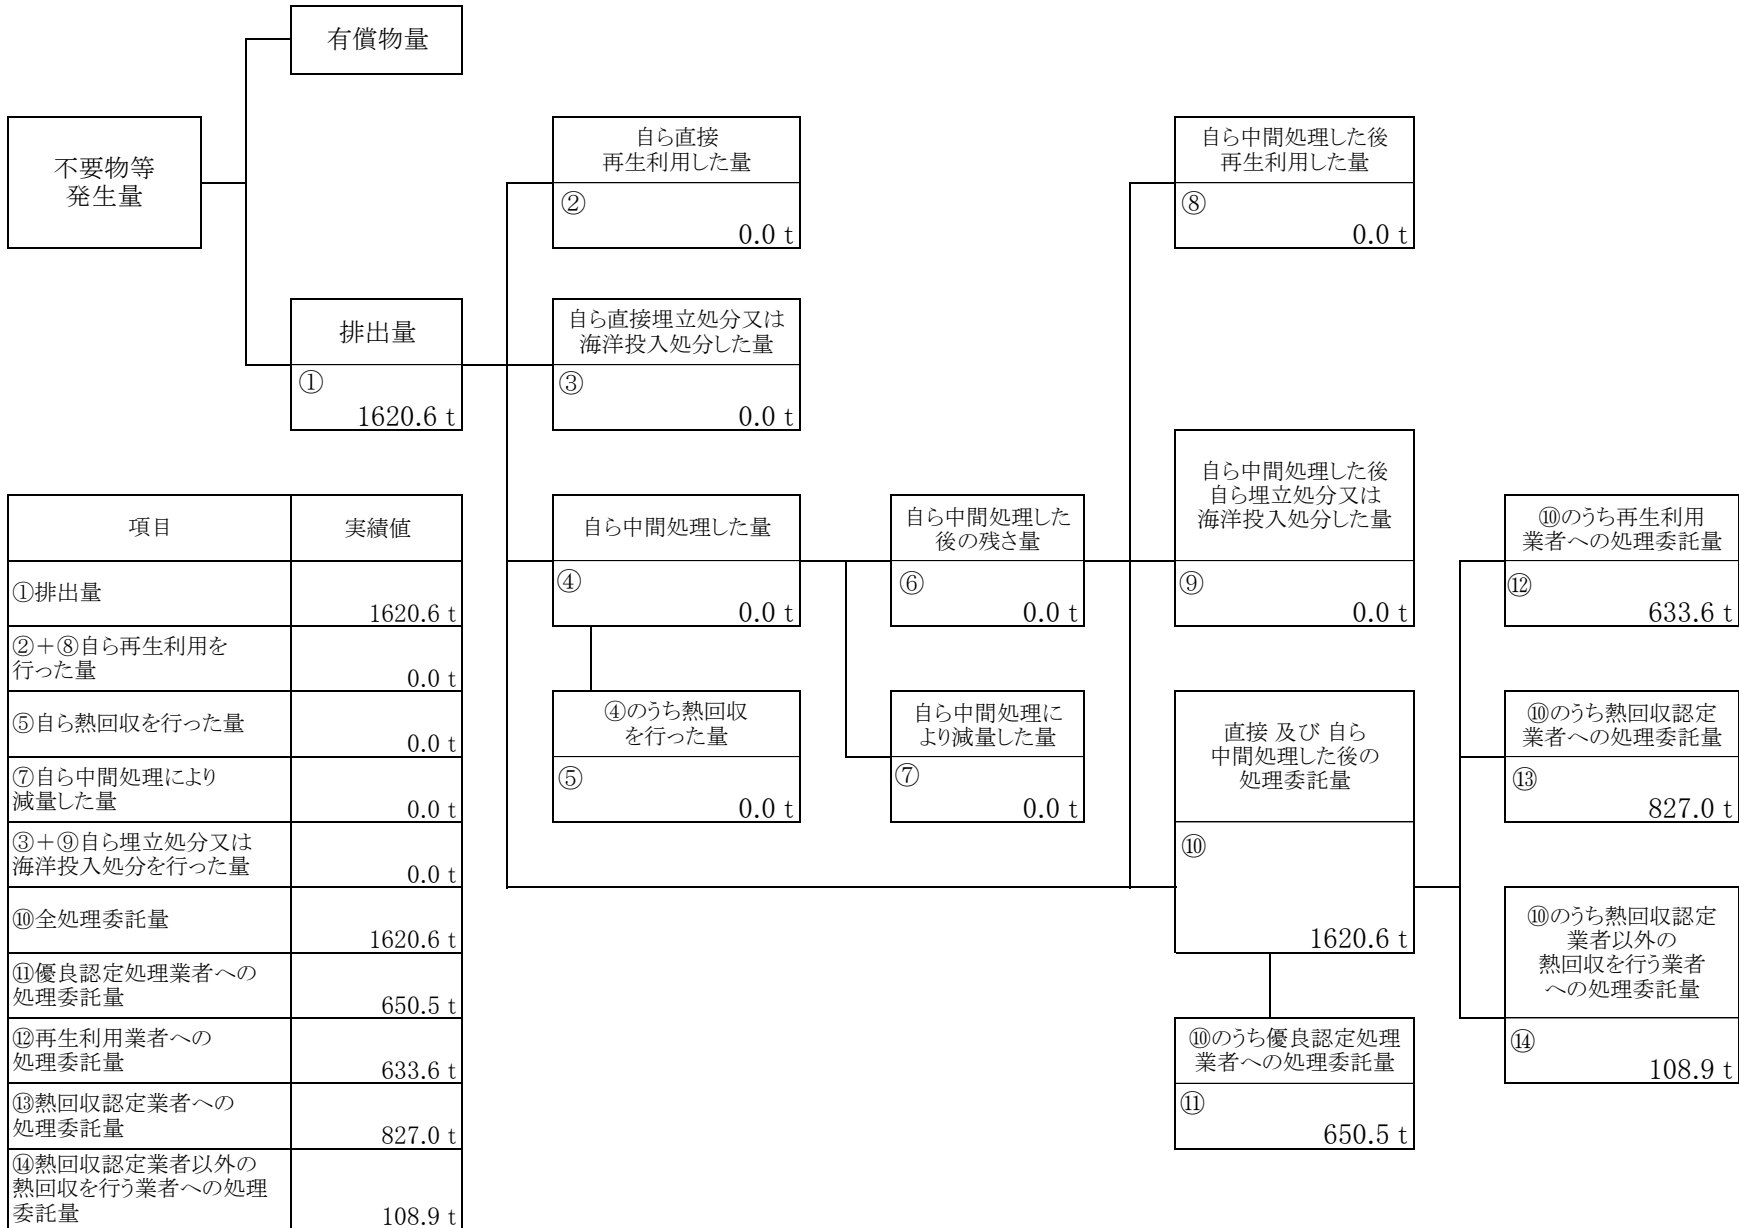 有償物量
不要物等
発生量
自ら直接
再生利用した量
②
0.0 t
自ら中間処理した後
再生利用した量
⑧
0.0 t
排出量
①
1620.6 t
自ら直接埋立処分又は
海洋投入処分した量
③
0.0 t
自ら中間処理した量
④
0.0 t
自ら中間処理した
後の残さ量
⑥
0.0 t
自ら中間処理した後
自ら埋立処分又は
海洋投入処分した量
⑨
0.0 t
⑩のうち再生利用
業者への処理委託量
⑫
633.6 t
④のうち熱回収
を行った量
⑤
0.0 t
自ら中間処理に
より減量した量
⑦
0.0 t
直接 及び 自ら
中間処理した後の
処理委託量
⑩
1620.6 t
⑩のうち熱回収認定
業者への処理委託量
⑬
827.0 t
⑩のうち熱回収認定
業者以外の
熱回収を行う業者
への処理委託量
⑭
108.9 t
⑩のうち優良認定処理
業者への処理委託量
⑪
650.5 t
項目 実績値
①排出量
1620.6 t
②＋⑧自ら再生利用を
行った量
0.0 t
⑤自ら熱回収を行った量
0.0 t
⑦自ら中間処理により
減量した量
0.0 t
③＋⑨自ら埋立処分又は
海洋投入処分を行った量
0.0 t
⑩全処理委託量
1620.6 t
⑪優良認定処理業者への
処理委託量
650.5 t
⑫再生利用業者への
処理委託量
633.6 t
⑬熱回収認定業者への
処理委託量
827.0 t
⑭熱回収認定業者以外の
熱回収を行う業者への処理
委託量
108.9 t